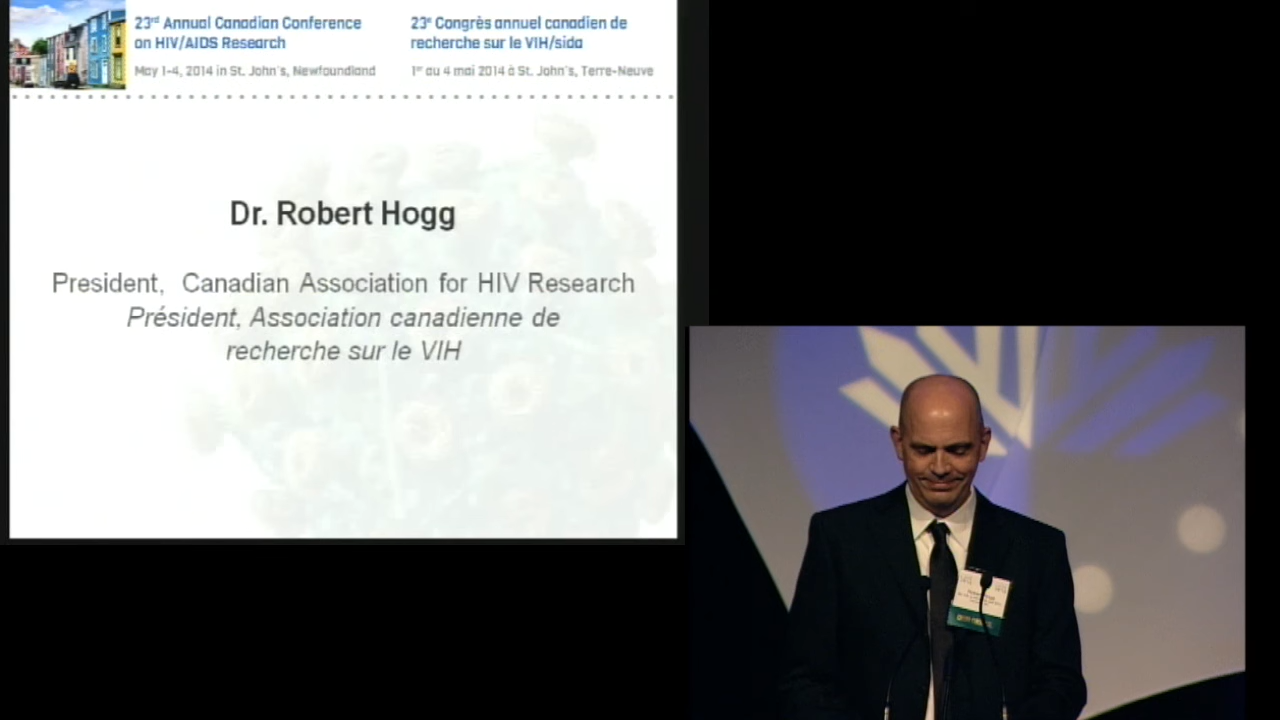 23rd Annual Canadian Conference
on HIV/AIDS Research
May 1-4, 2014 in St. John's, Newfoundland
23e Congrès annuel canadien de
recherche sur le VIH/sida
1er au 4 mai 2014 à St. John's, Terre-Neuve
Dr. Robert Hogg
President, Canadian Association for HIV Research
Président, Association canadienne de
recherche sur le VIH